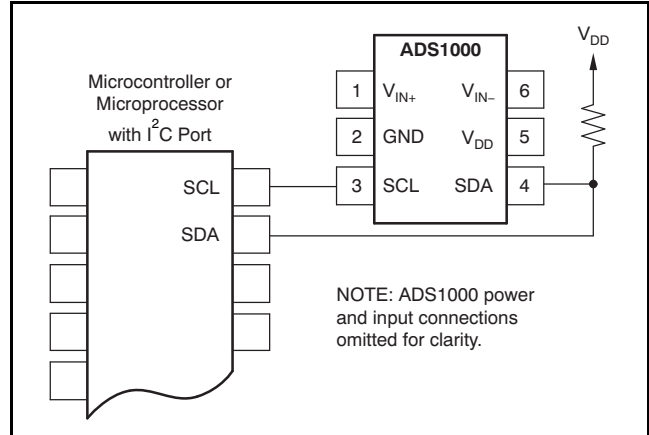 Microcontroller or
Microprocessor
with I²C Port
SCL
SDA
ADS1000
1 V_IN+ V_IN– 6
2 GND V_DD 5
3 SCL SDA 4
V_DD
NOTE: ADS1000 power
and input connections
omitted for clarity.